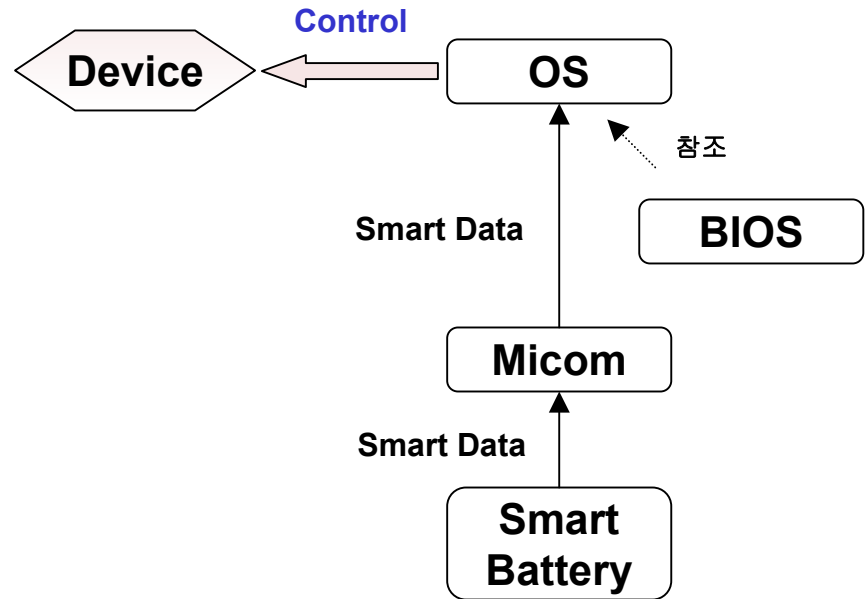 Control
Device
OS
참조
Smart Data
BIOS
Micom
Smart Data
Smart
Battery